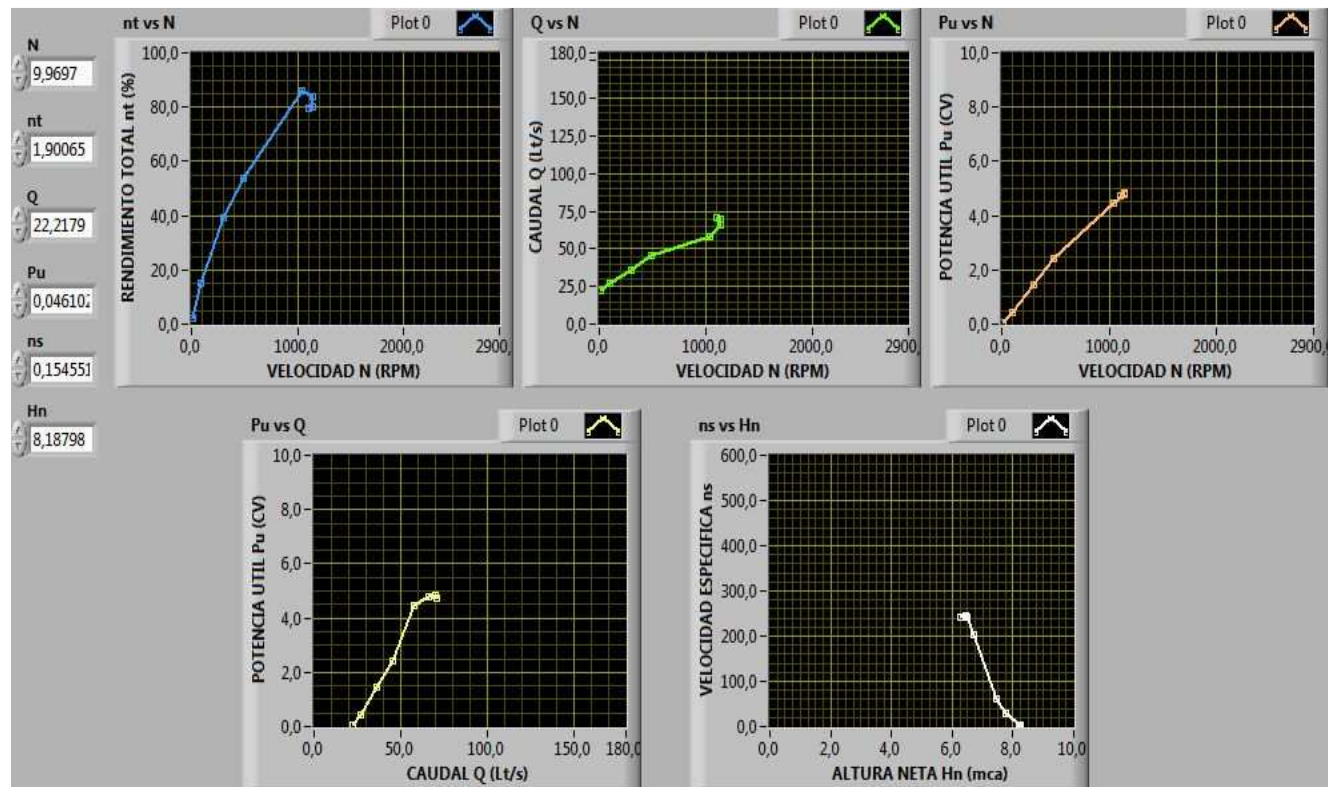 N
9,9697
nt
1,90065
Q
22,2179
Pu
0,046102
ns
0,154551
Hn
8,18798
nt vs N
Plot 0
RENDIMIENTO TOTAL nt (%)
100,0
80,0
60,0
40,0
20,0
0,0
0,0 1000,0 2000,0 2900,
VELOCIDAD N (RPM)
Q vs N
Plot 0
CAUDAL Q (Lt/s)
180,0
150,0
125,0
100,0
75,0
50,0
25,0
0,0
0,0 1000,0 2000,0 2900,
VELOCIDAD N (RPM)
Pu vs N
Plot 0
POTENCIA UTIL Pu (CV)
10,0
8,0
6,0
4,0
2,0
0,0
0,0 1000,0 2000,0 2900,
VELOCIDAD N (RPM)
Pu vs Q
Plot 0
POTENCIA UTIL Pu (CV)
10,0
8,0
6,0
4,0
2,0
0,0
0,0 50,0 100,0 150,0 180,0
CAUDAL Q (Lt/s)
ns vs Hn
Plot 0
VELOCIDAD ESPECIFICA ns
600,0
500,0
400,0
300,0
200,0
100,0
0,0
0,0 2,0 4,0 6,0 8,0 10,0
ALTURA NETA Hn (mca)